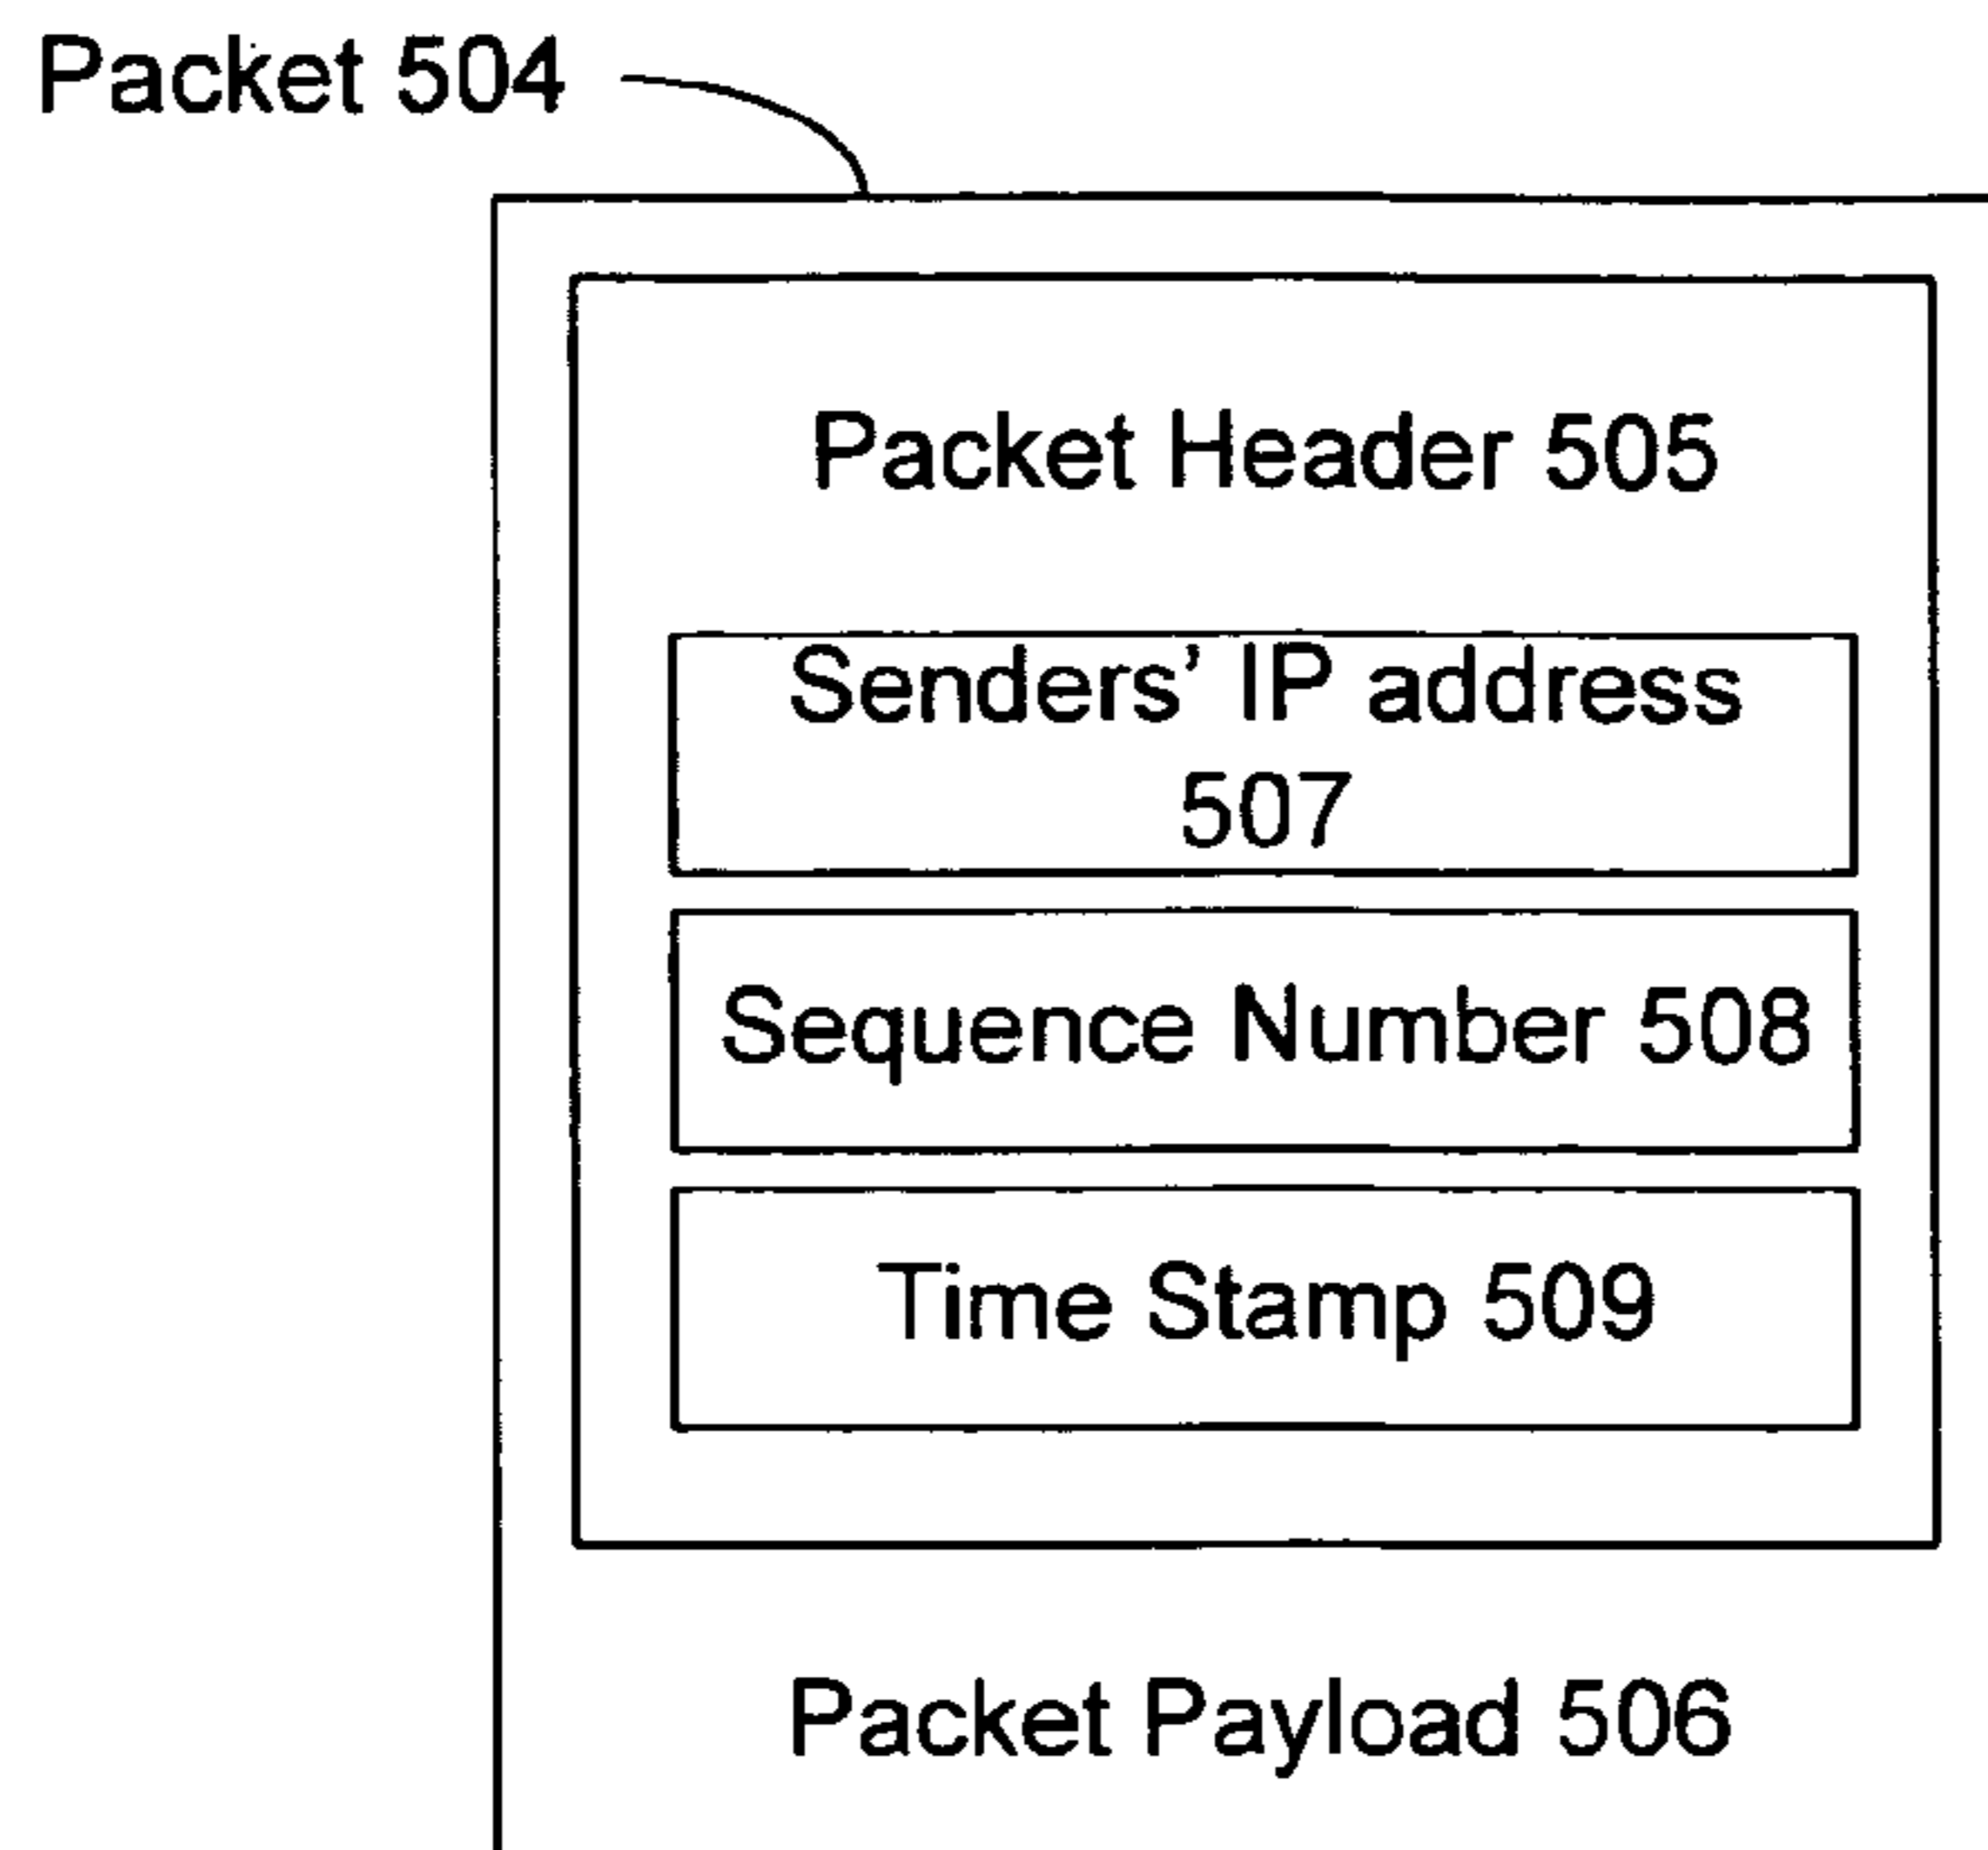 Packet 504
Packet Header 505
Senders’ IP address
507
Sequence Number 508
Time Stamp 509
Packet Payload 506